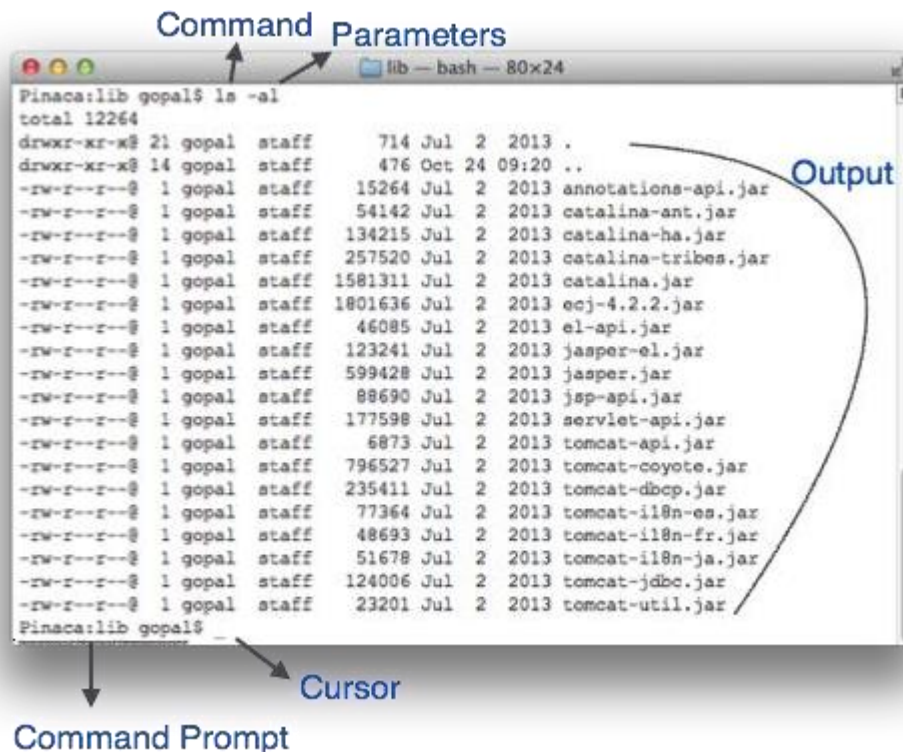 Command Parameters
lib — bash — 80×24
Pinaca:lib gopal$ ls -al
total 12264
drwxr-xr-x@ 21 gopal staff 714 Jul 2 2013 .
drwxr-xr-x@ 14 gopal staff 476 Oct 24 09:20 ..
Output
-rw-r--r--@ 1 gopal staff 15264 Jul 2 2013 annotations-api.jar
-rw-r--r--@ 1 gopal staff 54142 Jul 2 2013 catalina-ant.jar
-rw-r--r--@ 1 gopal staff 134215 Jul 2 2013 catalina-ha.jar
-rw-r--r--@ 1 gopal staff 257520 Jul 2 2013 catalina-tribes.jar
-rw-r--r--@ 1 gopal staff 1581311 Jul 2 2013 catalina.jar
-rw-r--r--@ 1 gopal staff 1801636 Jul 2 2013 ecj-4.2.2.jar
-rw-r--r--@ 1 gopal staff 46085 Jul 2 2013 el-api.jar
-rw-r--r--@ 1 gopal staff 123241 Jul 2 2013 jasper-el.jar
-rw-r--r--@ 1 gopal staff 599428 Jul 2 2013 jasper.jar
-rw-r--r--@ 1 gopal staff 88690 Jul 2 2013 jsp-api.jar
-rw-r--r--@ 1 gopal staff 177598 Jul 2 2013 servlet-api.jar
-rw-r--r--@ 1 gopal staff 6873 Jul 2 2013 tomcat-api.jar
-rw-r--r--@ 1 gopal staff 796527 Jul 2 2013 tomcat-coyote.jar
-rw-r--r--@ 1 gopal staff 235411 Jul 2 2013 tomcat-dbcp.jar
-rw-r--r--@ 1 gopal staff 77364 Jul 2 2013 tomcat-i18n-es.jar
-rw-r--r--@ 1 gopal staff 48693 Jul 2 2013 tomcat-i18n-fr.jar
-rw-r--r--@ 1 gopal staff 51678 Jul 2 2013 tomcat-i18n-ja.jar
-rw-r--r--@ 1 gopal staff 124006 Jul 2 2013 tomcat-jdbc.jar
-rw-r--r--@ 1 gopal staff 23201 Jul 2 2013 tomcat-util.jar
Pinaca:lib gopal$ _
Cursor
Command Prompt